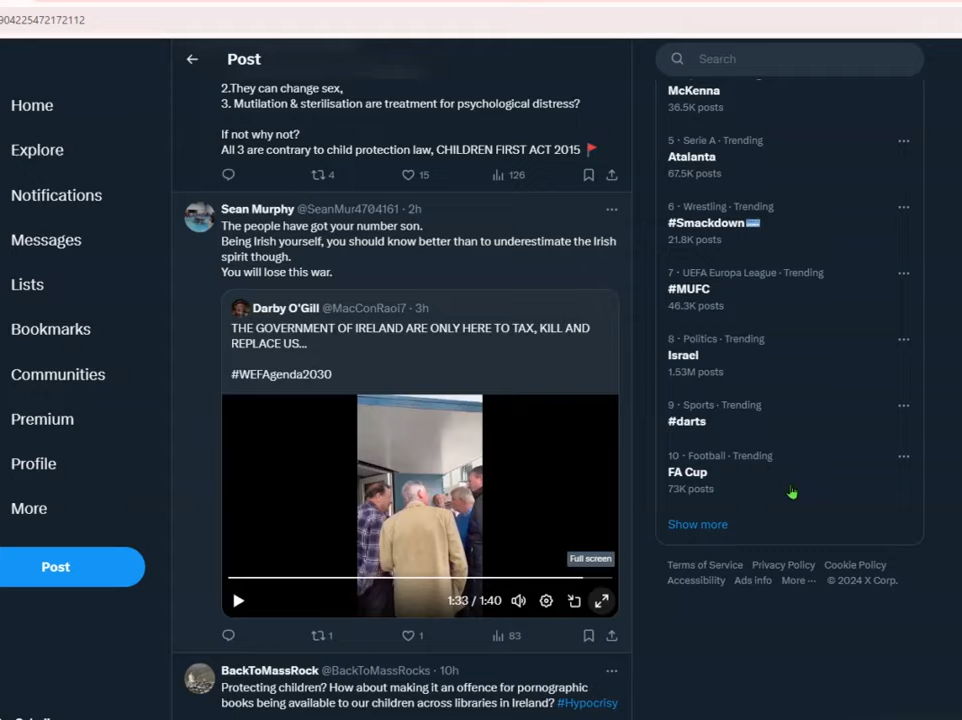 904225472172112
Home
Explore
Notifications
Messages
Lists
Bookmarks
Communities
Premium
Profile
More
Post
Post
2.They can change sex,
3. Mutilation & sterilisation are treatment for psychological distress?
If not why not?
All 3 are contrary to child protection law, CHILDREN FIRST ACT 2015
4
15
126
Sean Murphy @SeanMur4704161 · 2h
The people have got your number son.
Being Irish yourself, you should know better than to underestimate the Irish
spirit though.
You will lose this war.
Darby O'Gill @MacConRaoi7 · 3h
THE GOVERNMENT OF IRELAND ARE ONLY HERE TO TAX, KILL AND
REPLACE US...
#WEFAgenda2030
Full screen
1:33 / 1:40
1
1
83
BackToMassRock @BackToMassRocks · 10h
Protecting children? How about making it an offence for pornographic
books being available to our children across libraries in Ireland? #Hypocrisy
Search
McKenna
36.5K posts
5 · Serie A · Trending
Atalanta
67.5K posts
6 · Wrestling · Trending
#Smackdown
21.8K posts
7 · UEFA Europa League · Trending
#MUFC
46.3K posts
8 · Politics · Trending
Israel
1.53M posts
9 · Sports · Trending
#darts
10 · Football · Trending
FA Cup
73K posts
Show more
Terms of Service Privacy Policy Cookie Policy
Accessibility Ads info More ··· © 2024 X Corp.